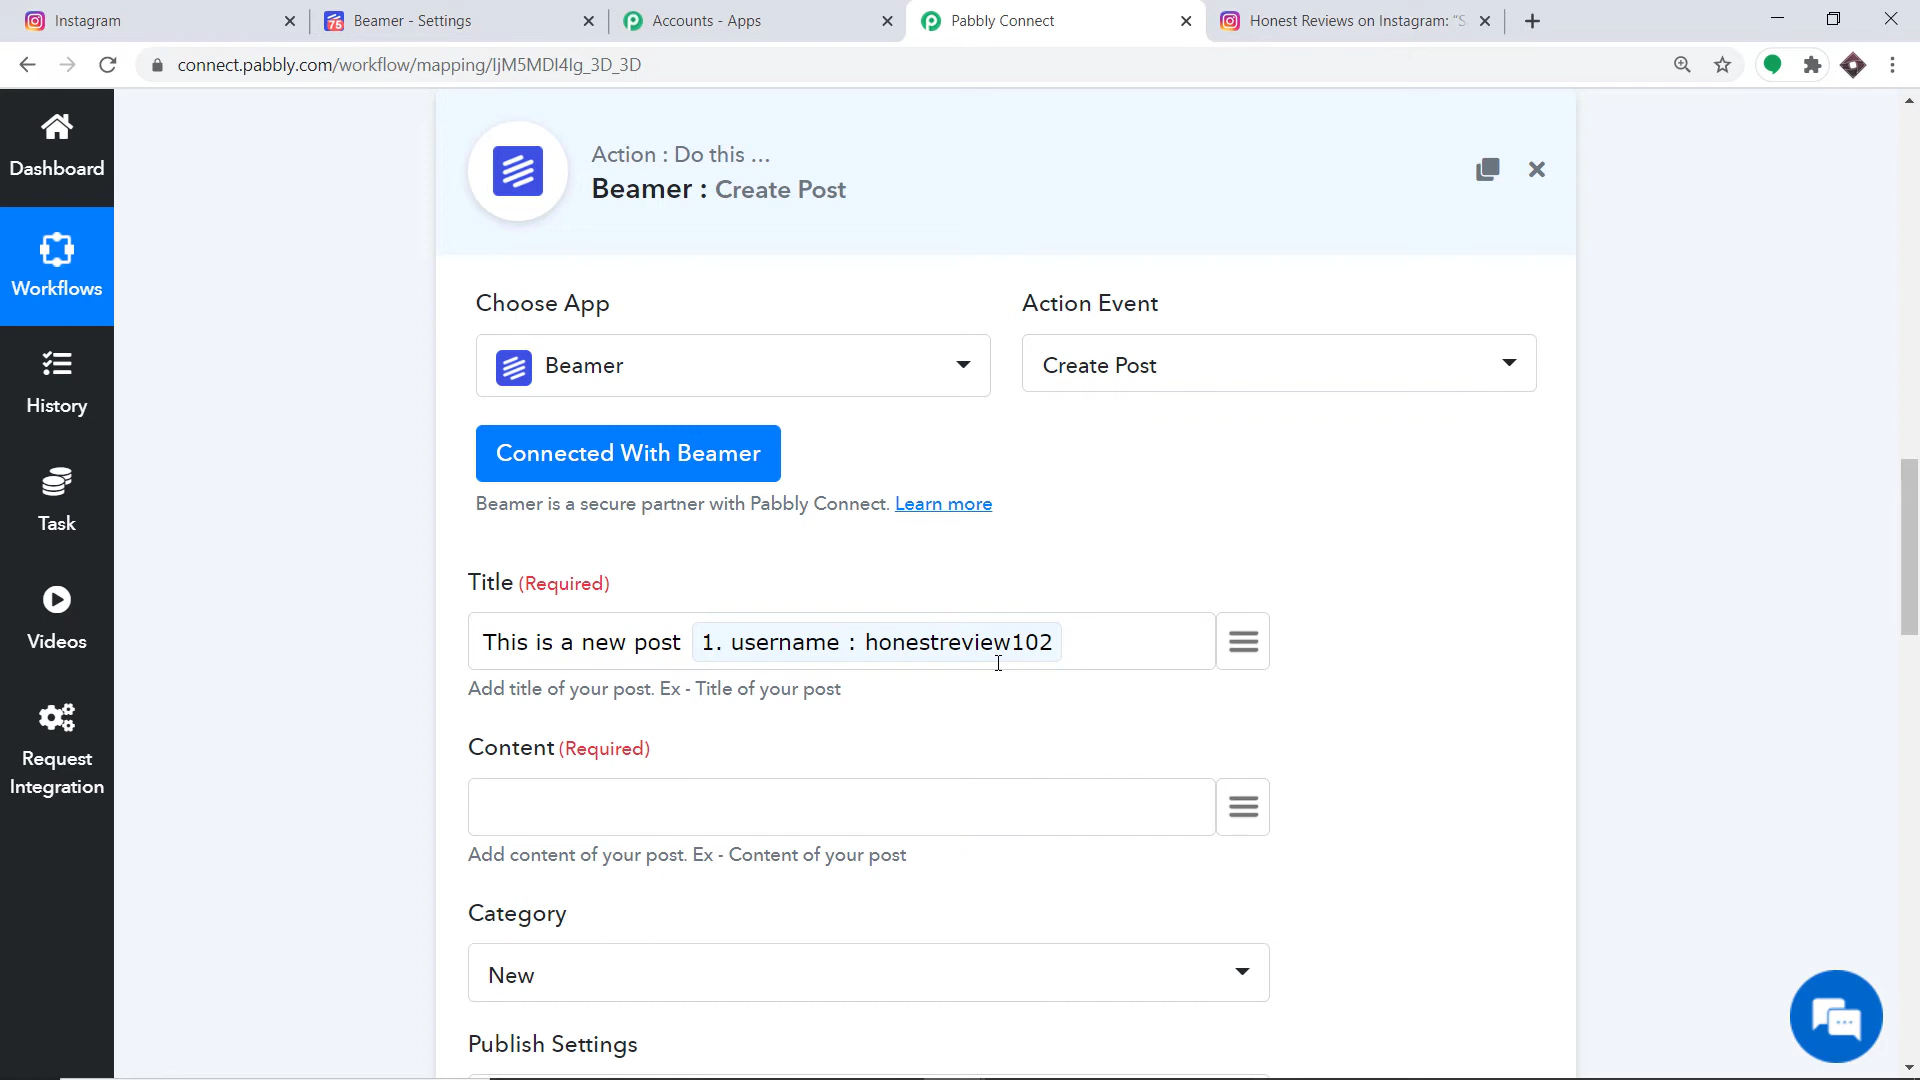 Instagram
Beamer - Settings
Accounts - Apps
Pabbly Connect
Honest Reviews on Instagram: "S
connect.pabbly.com/workflow/mapping/IjM5MDI4Ig_3D_3D
Dashboard
Workflows
History
Task
Videos
Request
Integration
Action : Do this ...
Beamer : Create Post
Choose App
Action Event
Beamer
Create Post
Connected With Beamer
Beamer is a secure partner with Pabbly Connect. Learn more
Title (Required)
This is a new post 1. username : honestreview102
Add title of your post. Ex - Title of your post
Content (Required)
Add content of your post. Ex - Content of your post
Category
New
Publish Settings